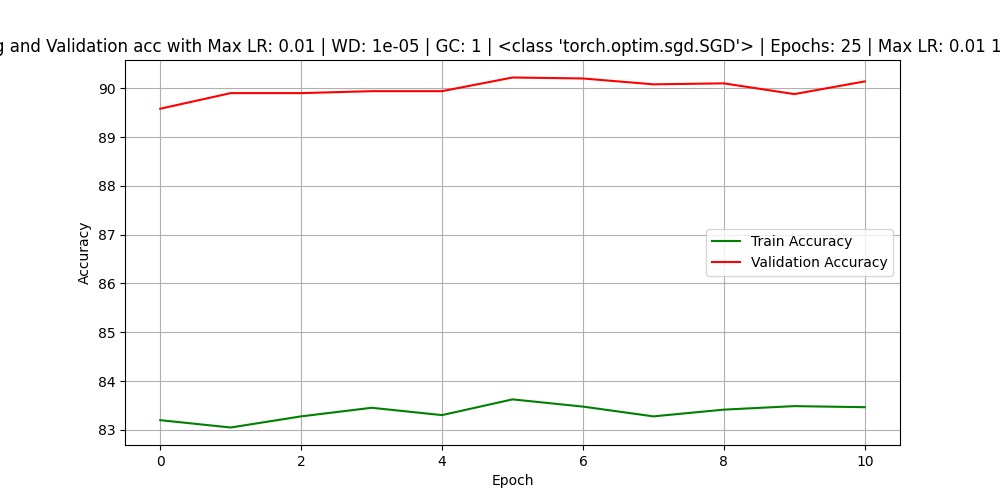 and Validation acc with Max LR: 0.01 | WD: 1e-05 | GC: 1 | <class 'torch.optim.sgd.SGD'> | Epochs: 25 | Max LR: 0.01 1
90
89
88
87
86
85
84
83
Accuracy
Train Accuracy
Validation Accuracy
0 2 4 6 8 10
Epoch